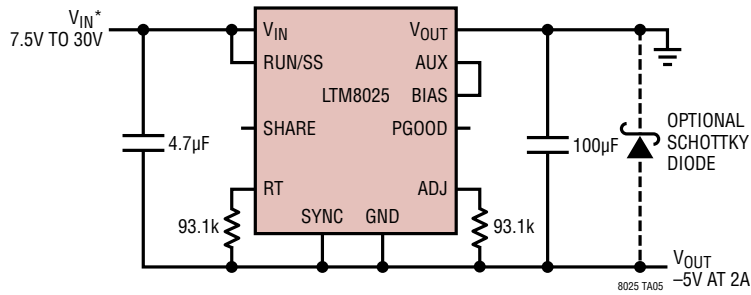 VIN*
7.5V TO 30V
VIN
VOUT
RUN/SS
AUX
LTM8025
BIAS
SHARE
PGOOD
4.7µF
100µF
OPTIONAL
SCHOTTKY
DIODE
RT
ADJ
93.1k
SYNC
GND
93.1k
VOUT
–5V AT 2A
8025 TA05